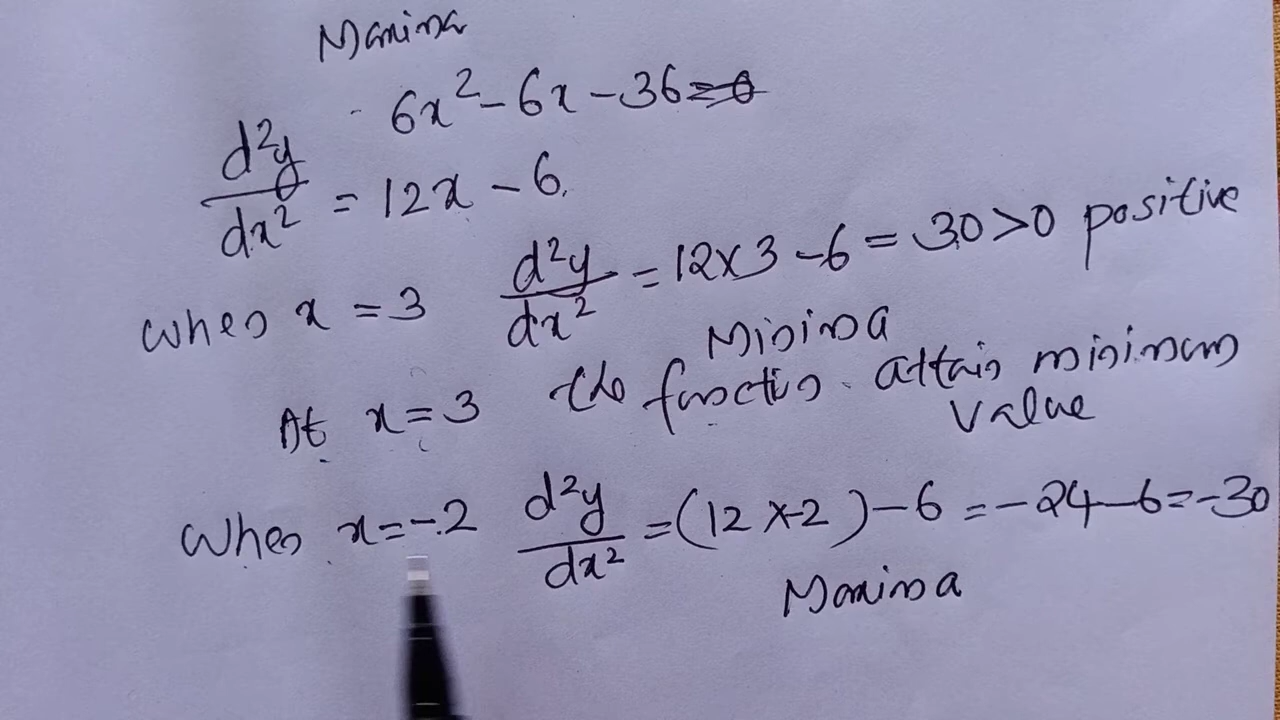 Maxima
6x² - 6x - 36 = 0
d²y/dx² = 12x - 6
When x = 3 d²y/dx² = 12×3 - 6 = 30 > 0 positive
Minima
At x = 3 the function attain minimum
value
When x = -2 d²y/dx² = (12×-2) - 6 = -24 - 6 = -30
Maxima